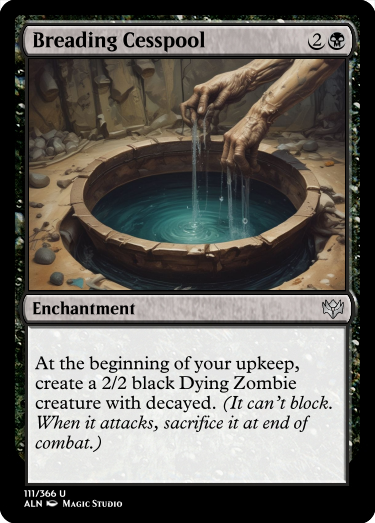 Breading Cesspool 2
Enchantment
At the beginning of your upkeep,
create a 2/2 black Dying Zombie
creature with decayed. (It can't block.
When it attacks, sacrifice it at end of
combat.)
111/366 U
ALN Magic Studio